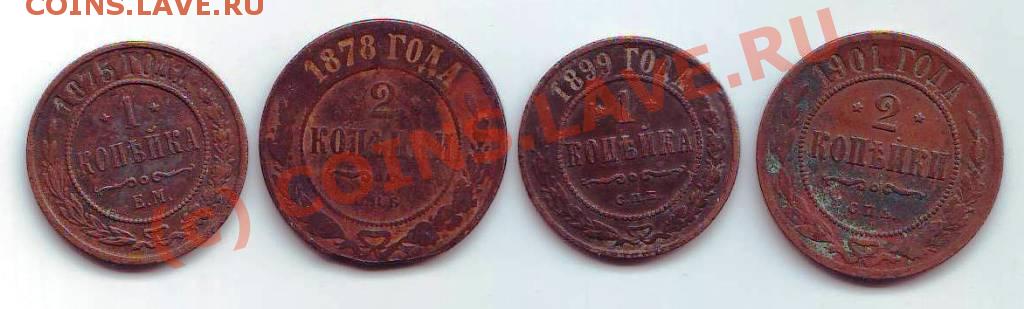 COINS.LAVE.RU
(c) COINS.LAVE.RU
1875 ГОДА
1
КОПѢЙКА
Е.М.
1878 ГОДА
2
КОПѢЙКИ
1899 ГОДА
1
КОПѢЙКА
1901 ГОД
2
КОПѢЙКИ